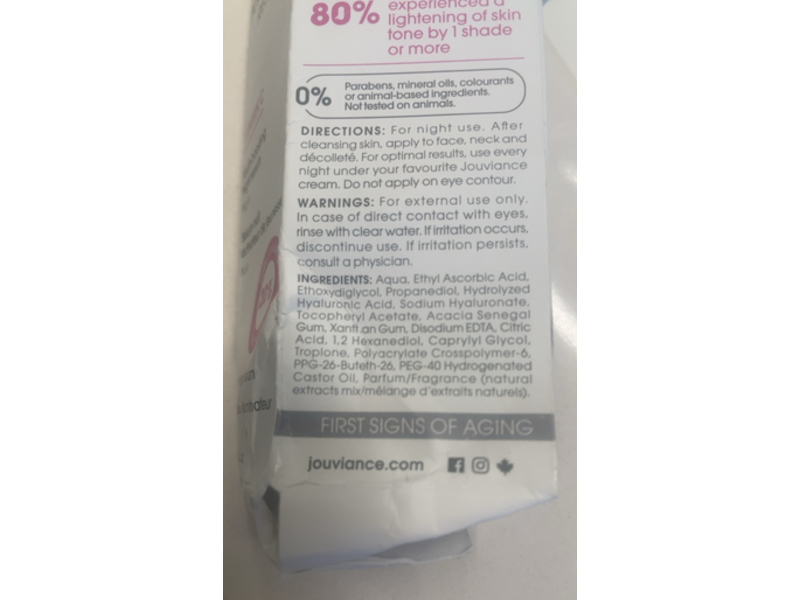 80% experienced a
lightening of skin
tone by 1 shade
or more
0% Parabens, mineral oils, colourants
or animal-based ingredients.
Not tested on animals.
DIRECTIONS: For night use. After
cleansing skin, apply to face, neck and
décolleté. For optimal results, use every
night under your favourite Jouviance
cream. Do not apply on eye contour.
WARNINGS: For external use only.
In case of direct contact with eyes,
rinse with clear water. If irritation occurs,
discontinue use. If irritation persists,
consult a physician.
INGREDIENTS: Aqua, Ethyl Ascorbic Acid,
Ethoxydiglycol, Propanediol, Hydrolyzed
Hyaluronic Acid, Sodium Hyaluronate,
Tocopheryl Acetate, Acacia Senegal
Gum, Xanthan Gum, Disodium EDTA, Citric
Acid, 1,2 Hexanediol, Caprylyl Glycol,
Troplone, Polyacrylate Crosspolymer-6,
PPG-26-Buteth-26, PEG-40 Hydrogenated
Castor Oil, Parfum/Fragrance (natural
extracts mix/mélange d'extraits naturels).
FIRST SIGNS OF AGING
jouviance.com